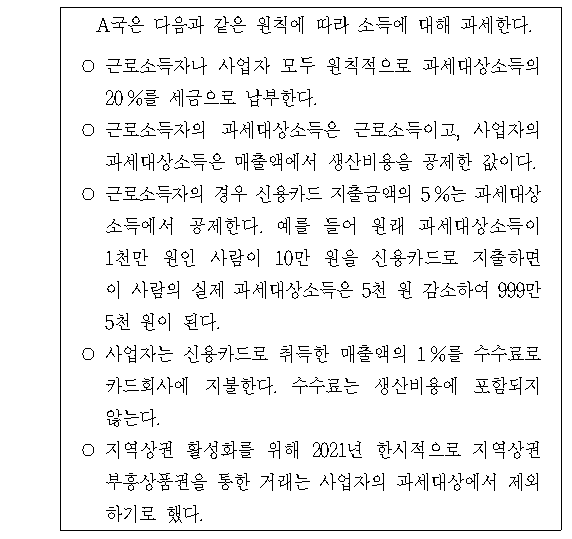 A국은 다음과 같은 원칙에 따라 소득에 대해 과세한다.
○ 근로소득자나 사업자 모두 원칙적으로 과세대상소득의
20 %를 세금으로 납부한다.
○ 근로소득자의 과세대상소득은 근로소득이고, 사업자의
과세대상소득은 매출액에서 생산비용을 공제한 값이다.
○ 근로소득자의 경우 신용카드 지출금액의 5 %는 과세대상
소득에서 공제한다. 예를 들어 원래 과세대상소득이
1천만 원인 사람이 10만 원을 신용카드로 지출하면
이 사람의 실제 과세대상소득은 5천 원 감소하여 999만
5천 원이 된다.
○ 사업자는 신용카드로 취득한 매출액의 1 %를 수수료로
카드회사에 지불한다. 수수료는 생산비용에 포함되지
않는다.
○ 지역상권 활성화를 위해 2021년 한시적으로 지역상권
부흥상품권을 통한 거래는 사업자의 과세대상에서 제외
하기로 했다.